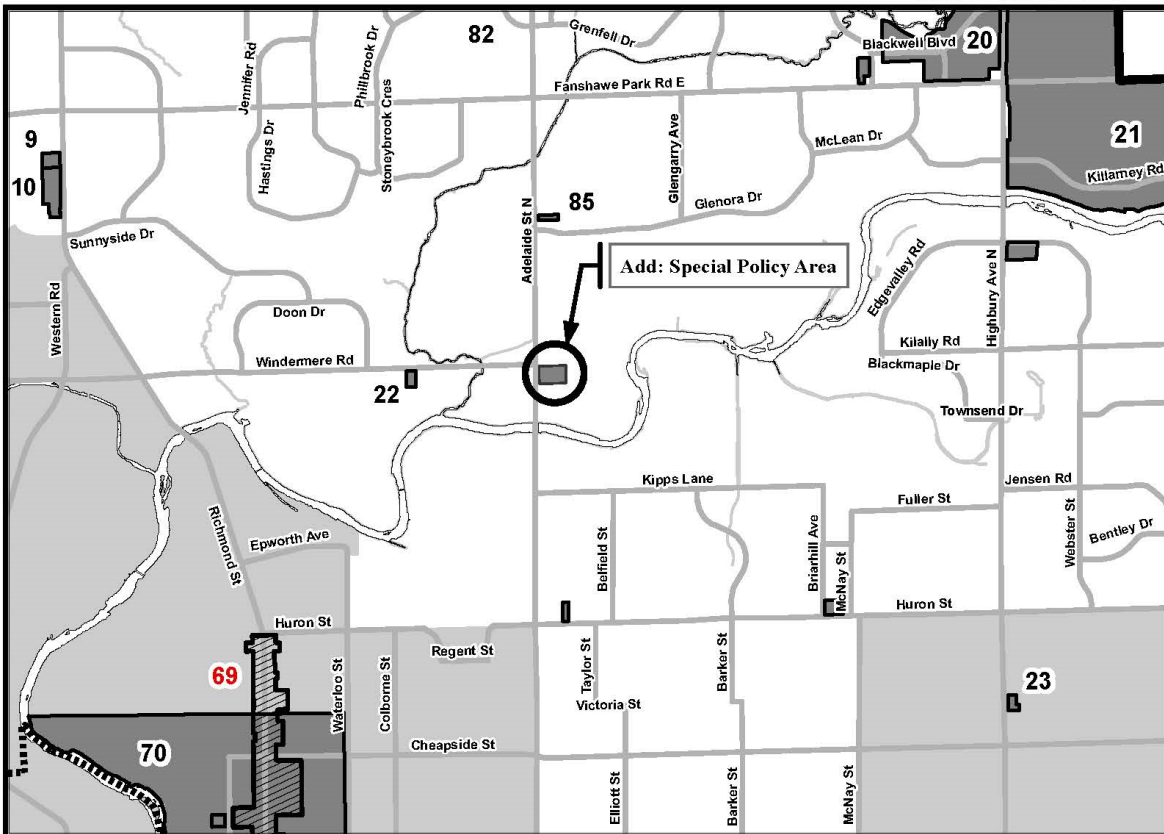 82
Grenfell Dr
Blackwell Blvd
20
Jennifer Rd
Phillbrook Dr
Stoneybrook Cres
Fanshawe Park Rd E
Hastings Dr
9
10
Glengarry Ave
McLean Dr
21
Killarney Rd
Adelaide St N
85
Glenora Dr
Sunnyside Dr
Western Rd
Add: Special Policy Area
Edgevalley Rd
Highbury Ave N
Doon Dr
Windermere Rd
22
Kilally Rd
Blackmaple Dr
Townsend Dr
Kipps Lane
Jensen Rd
Fuller St
Richmond St
Epworth Ave
Belfield St
Briarhill Ave
McNay St
Webster St
Bentley Dr
Huron St
Huron St
69
Waterloo St
Colborne St
Regent St
Taylor St
Barker St
Victoria St
23
70
Cheapside St
Elliott St
Barker St
McNay St